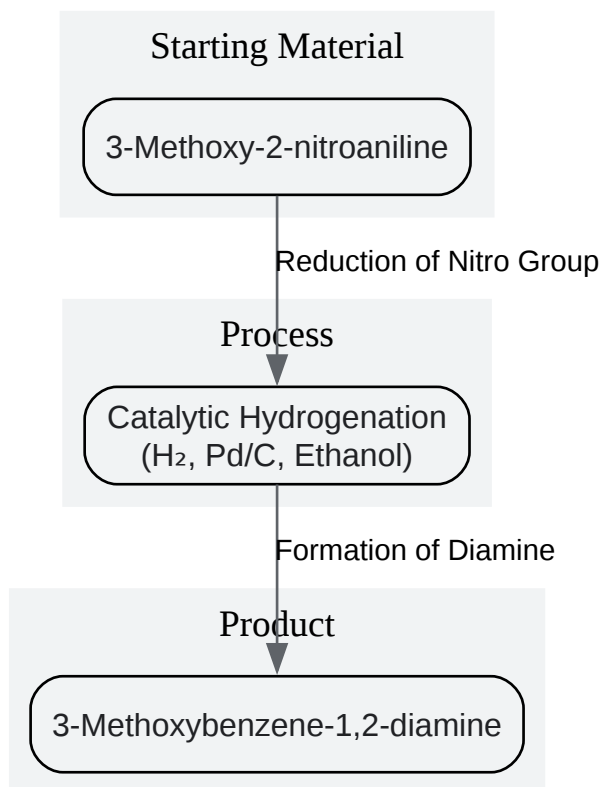 Starting Material
3-Methoxy-2-nitroaniline
Reduction of Nitro Group
Process
Catalytic Hydrogenation
(H₂, Pd/C, Ethanol)
Formation of Diamine
Product
3-Methoxybenzene-1,2-diamine